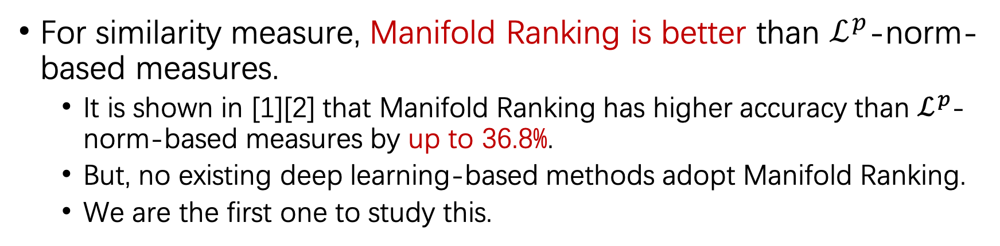 • For similarity measure, Manifold Ranking is better than ℒᵖ-norm-
based measures.
• It is shown in [1][2] that Manifold Ranking has higher accuracy than ℒᵖ-
norm-based measures by up to 36.8%.
• But, no existing deep learning-based methods adopt Manifold Ranking.
• We are the first one to study this.